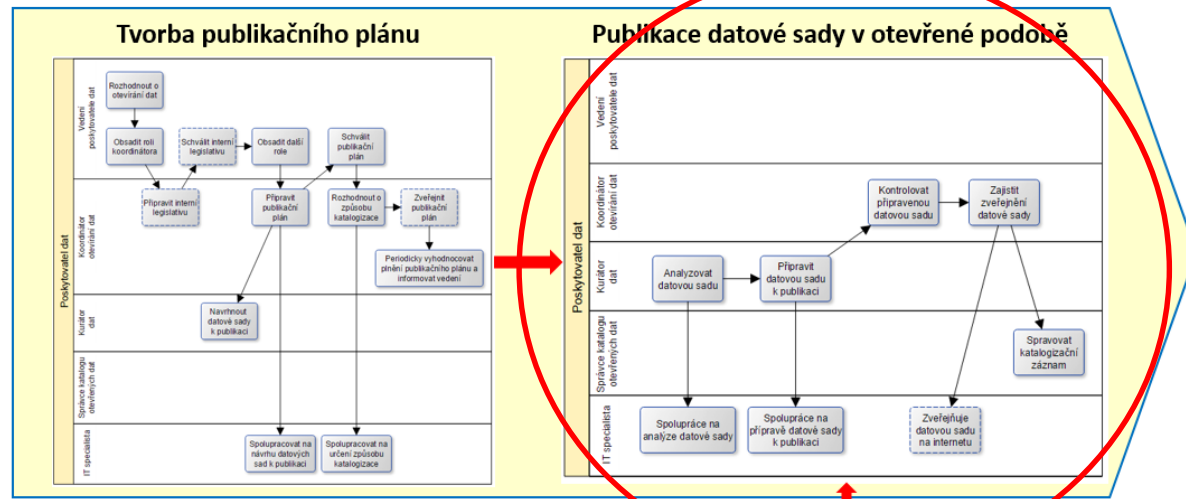 Tvorba publikačního plánu
Poskytovatel dat
Vedení
poskytovatele dat
Rozhodnout o
otevírání dat
Obsadit roli
koordinátora
Schválit interní
legislativu
Obsadit další
role
Schválit
publikační
plán
Koordinátor
otevírání dat
Připravit interní
legislativu
Připravit
publikační
plán
Rozhodnout o
způsobu
katalogizace
Zveřejnit
publikační
plán
Periodicky vyhodnocovat
plnění publikačního plánu a
informovat vedení
Kurátor
dat
Navrhnout
datové sady
k publikaci
Správce katalogu
otevřených dat
IT specialista
Spolupracovat na
návrhu datových
sad k publikaci
Spolupracovat na
určení způsobu
katalogizace
Publikace datové sady v otevřené podobě
Poskytovatel dat
Vedení
poskytovatele dat
Koordinátor
otevírání dat
Kontrolovat
připravenou
datovou sadu
Zajistit
zveřejnění
datové sady
Kurátor
dat
Analyzovat
datovou sadu
Připravit
datovou sadu
k publikaci
Správce katalogu
otevřených dat
Spravovat
katalogizační
záznam
IT specialista
Spolupráce na
analýze datové sady
Spolupráce na
přípravě datové sady
k publikaci
Zveřejňuje
datovou sadu
na internetu